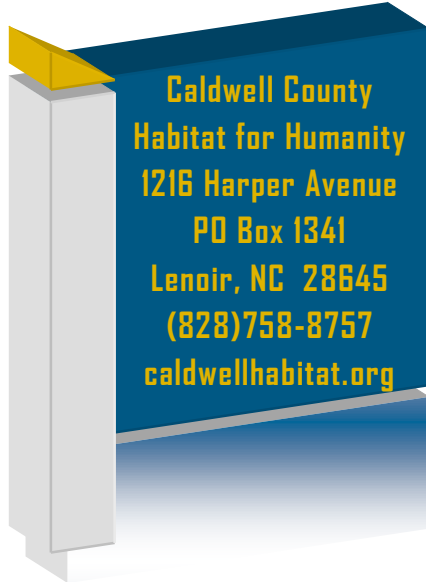 Caldwell County
Habitat for Humanity
1216 Harper Avenue
PO Box 1341
Lenoir, NC  28645
(828)758-8757
caldwellhabitat.org